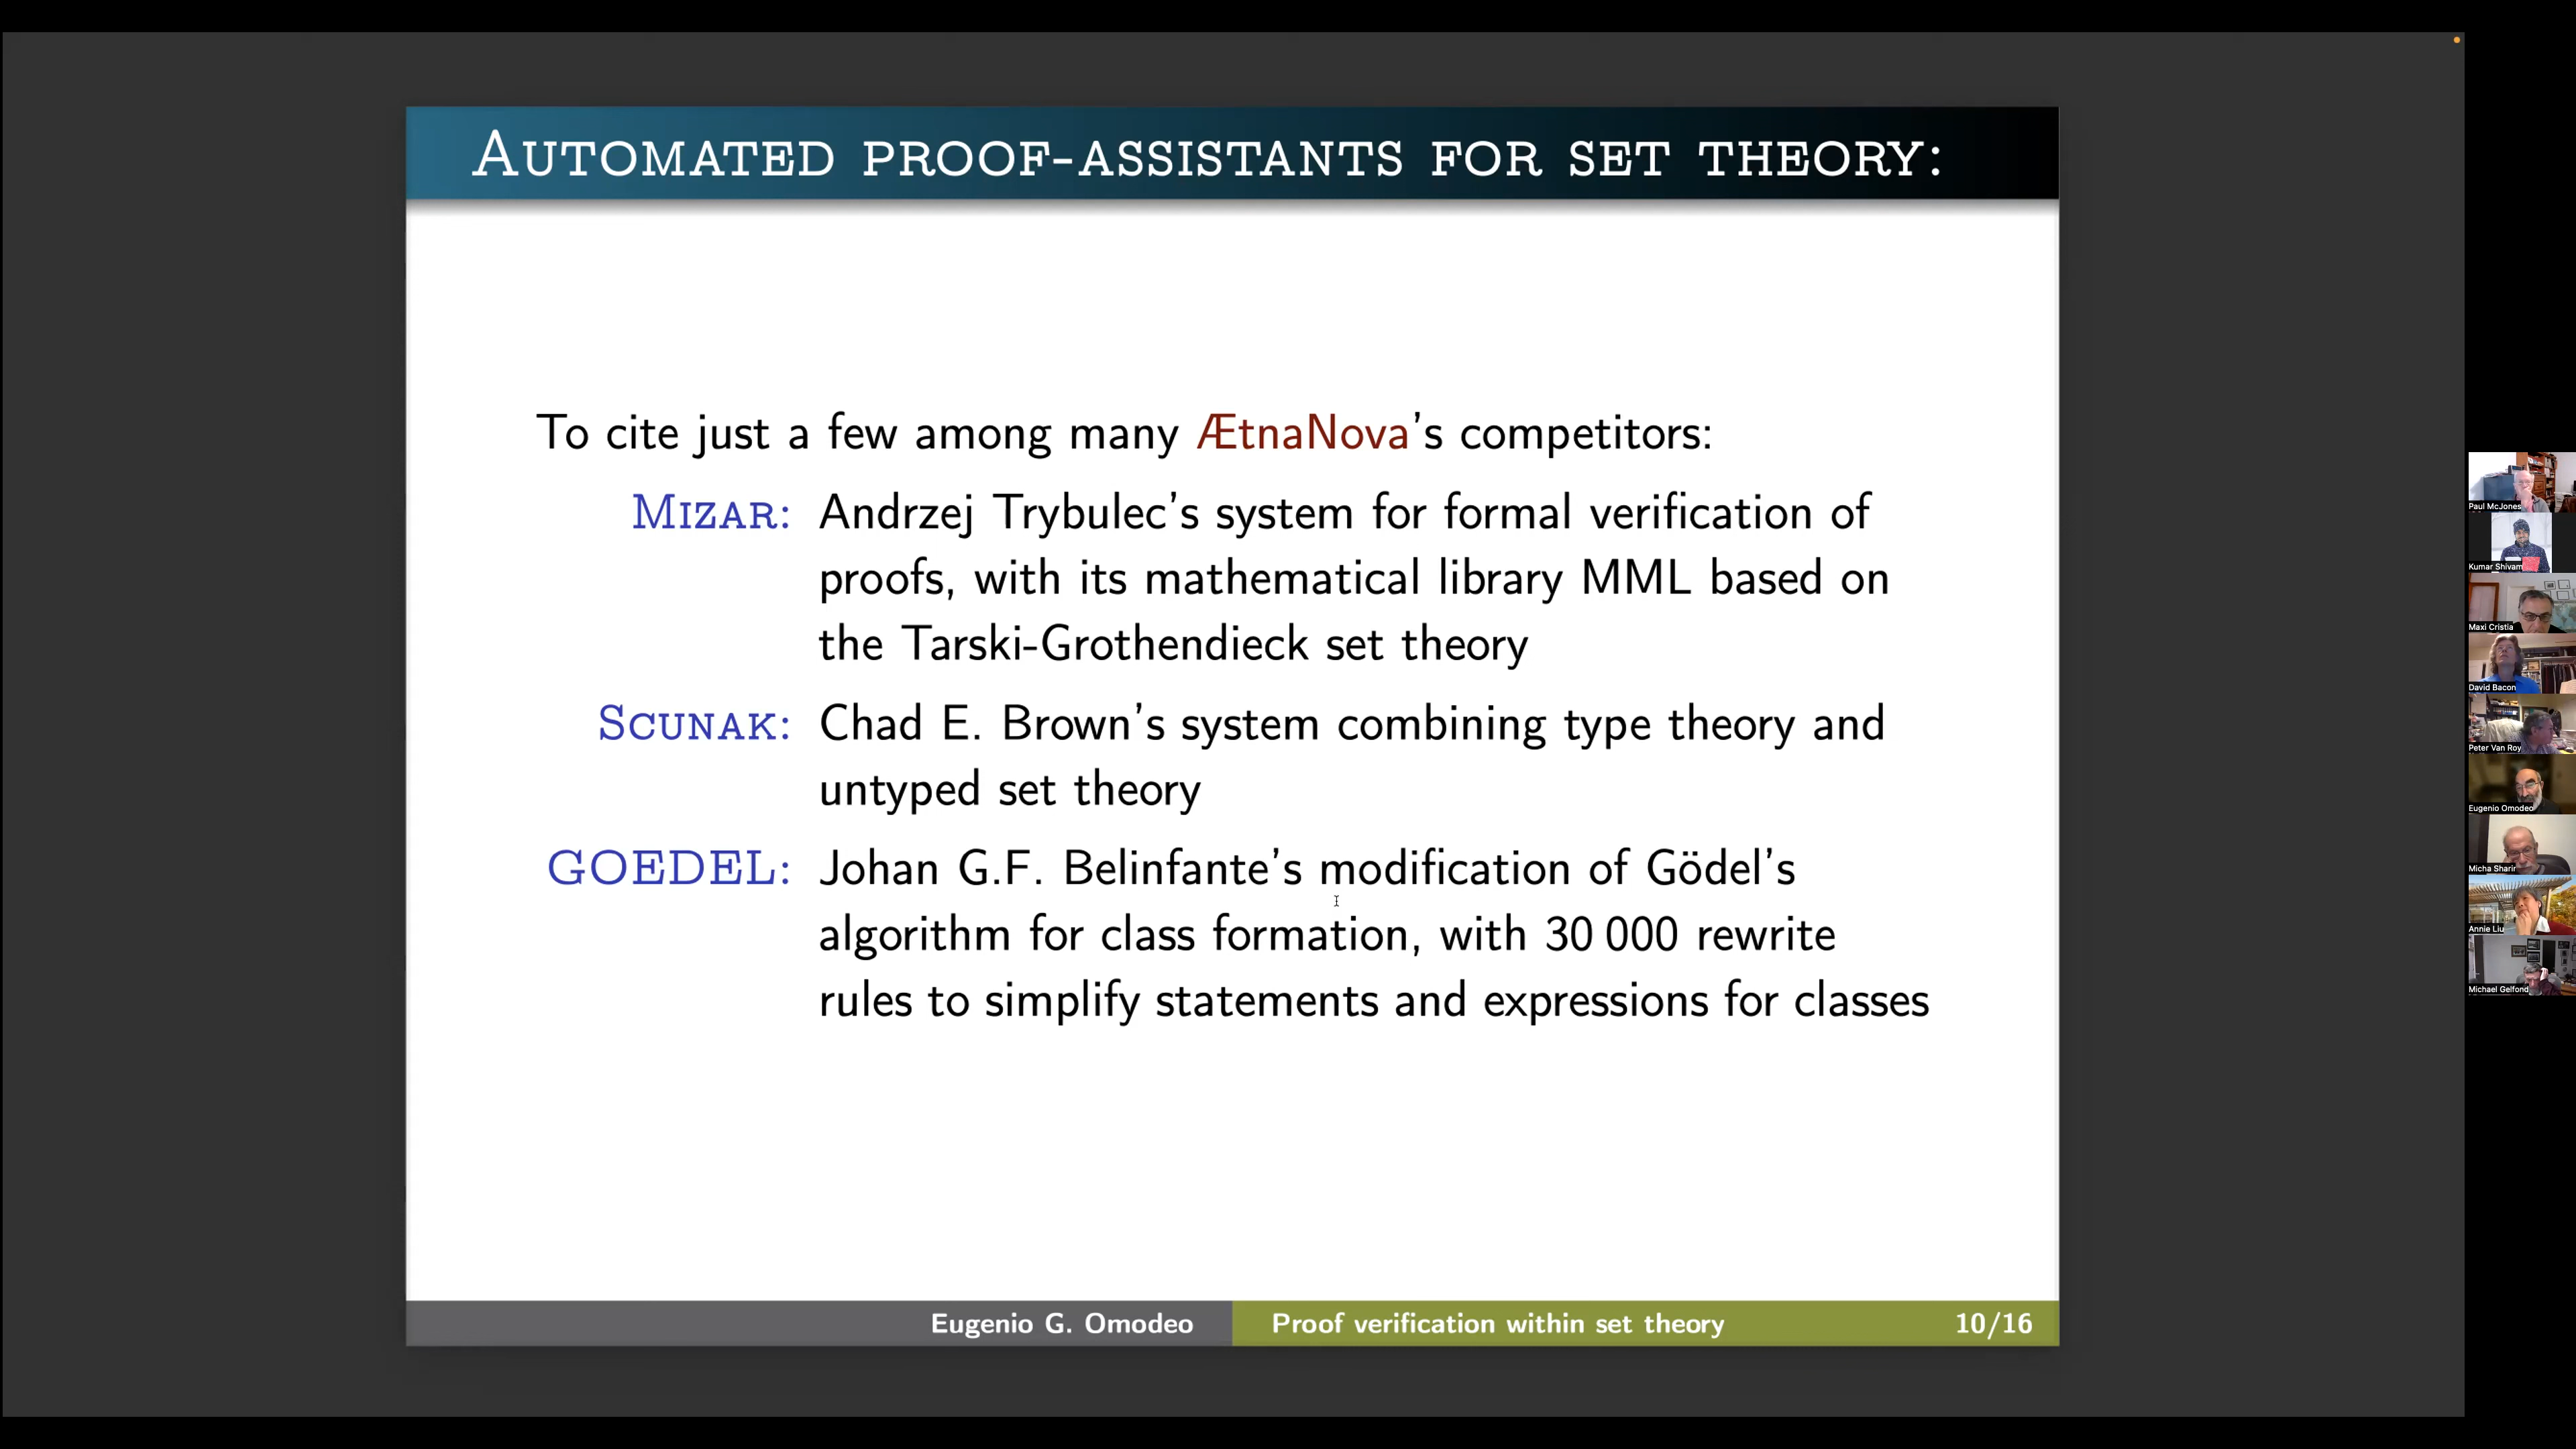 AUTOMATED PROOF-ASSISTANTS FOR SET THEORY:
To cite just a few among many ÆtnaNova's competitors:
MIZAR: Andrzej Trybulec's system for formal verification of
proofs, with its mathematical library MML based on
the Tarski-Grothendieck set theory
SCUNAK: Chad E. Brown's system combining type theory and
untyped set theory
GOEDEL: Johan G.F. Belinfante's modification of Gödel's
algorithm for class formation, with 30 000 rewrite
rules to simplify statements and expressions for classes
Eugenio G. Omodeo Proof verification within set theory 10/16
Paul McJones
Kumar Shivam
Maxi Cristia
David Bacon
Peter Van Roy
Eugenio Omodeo
Micha Sharir
Annie Liu
Michael Gelfond